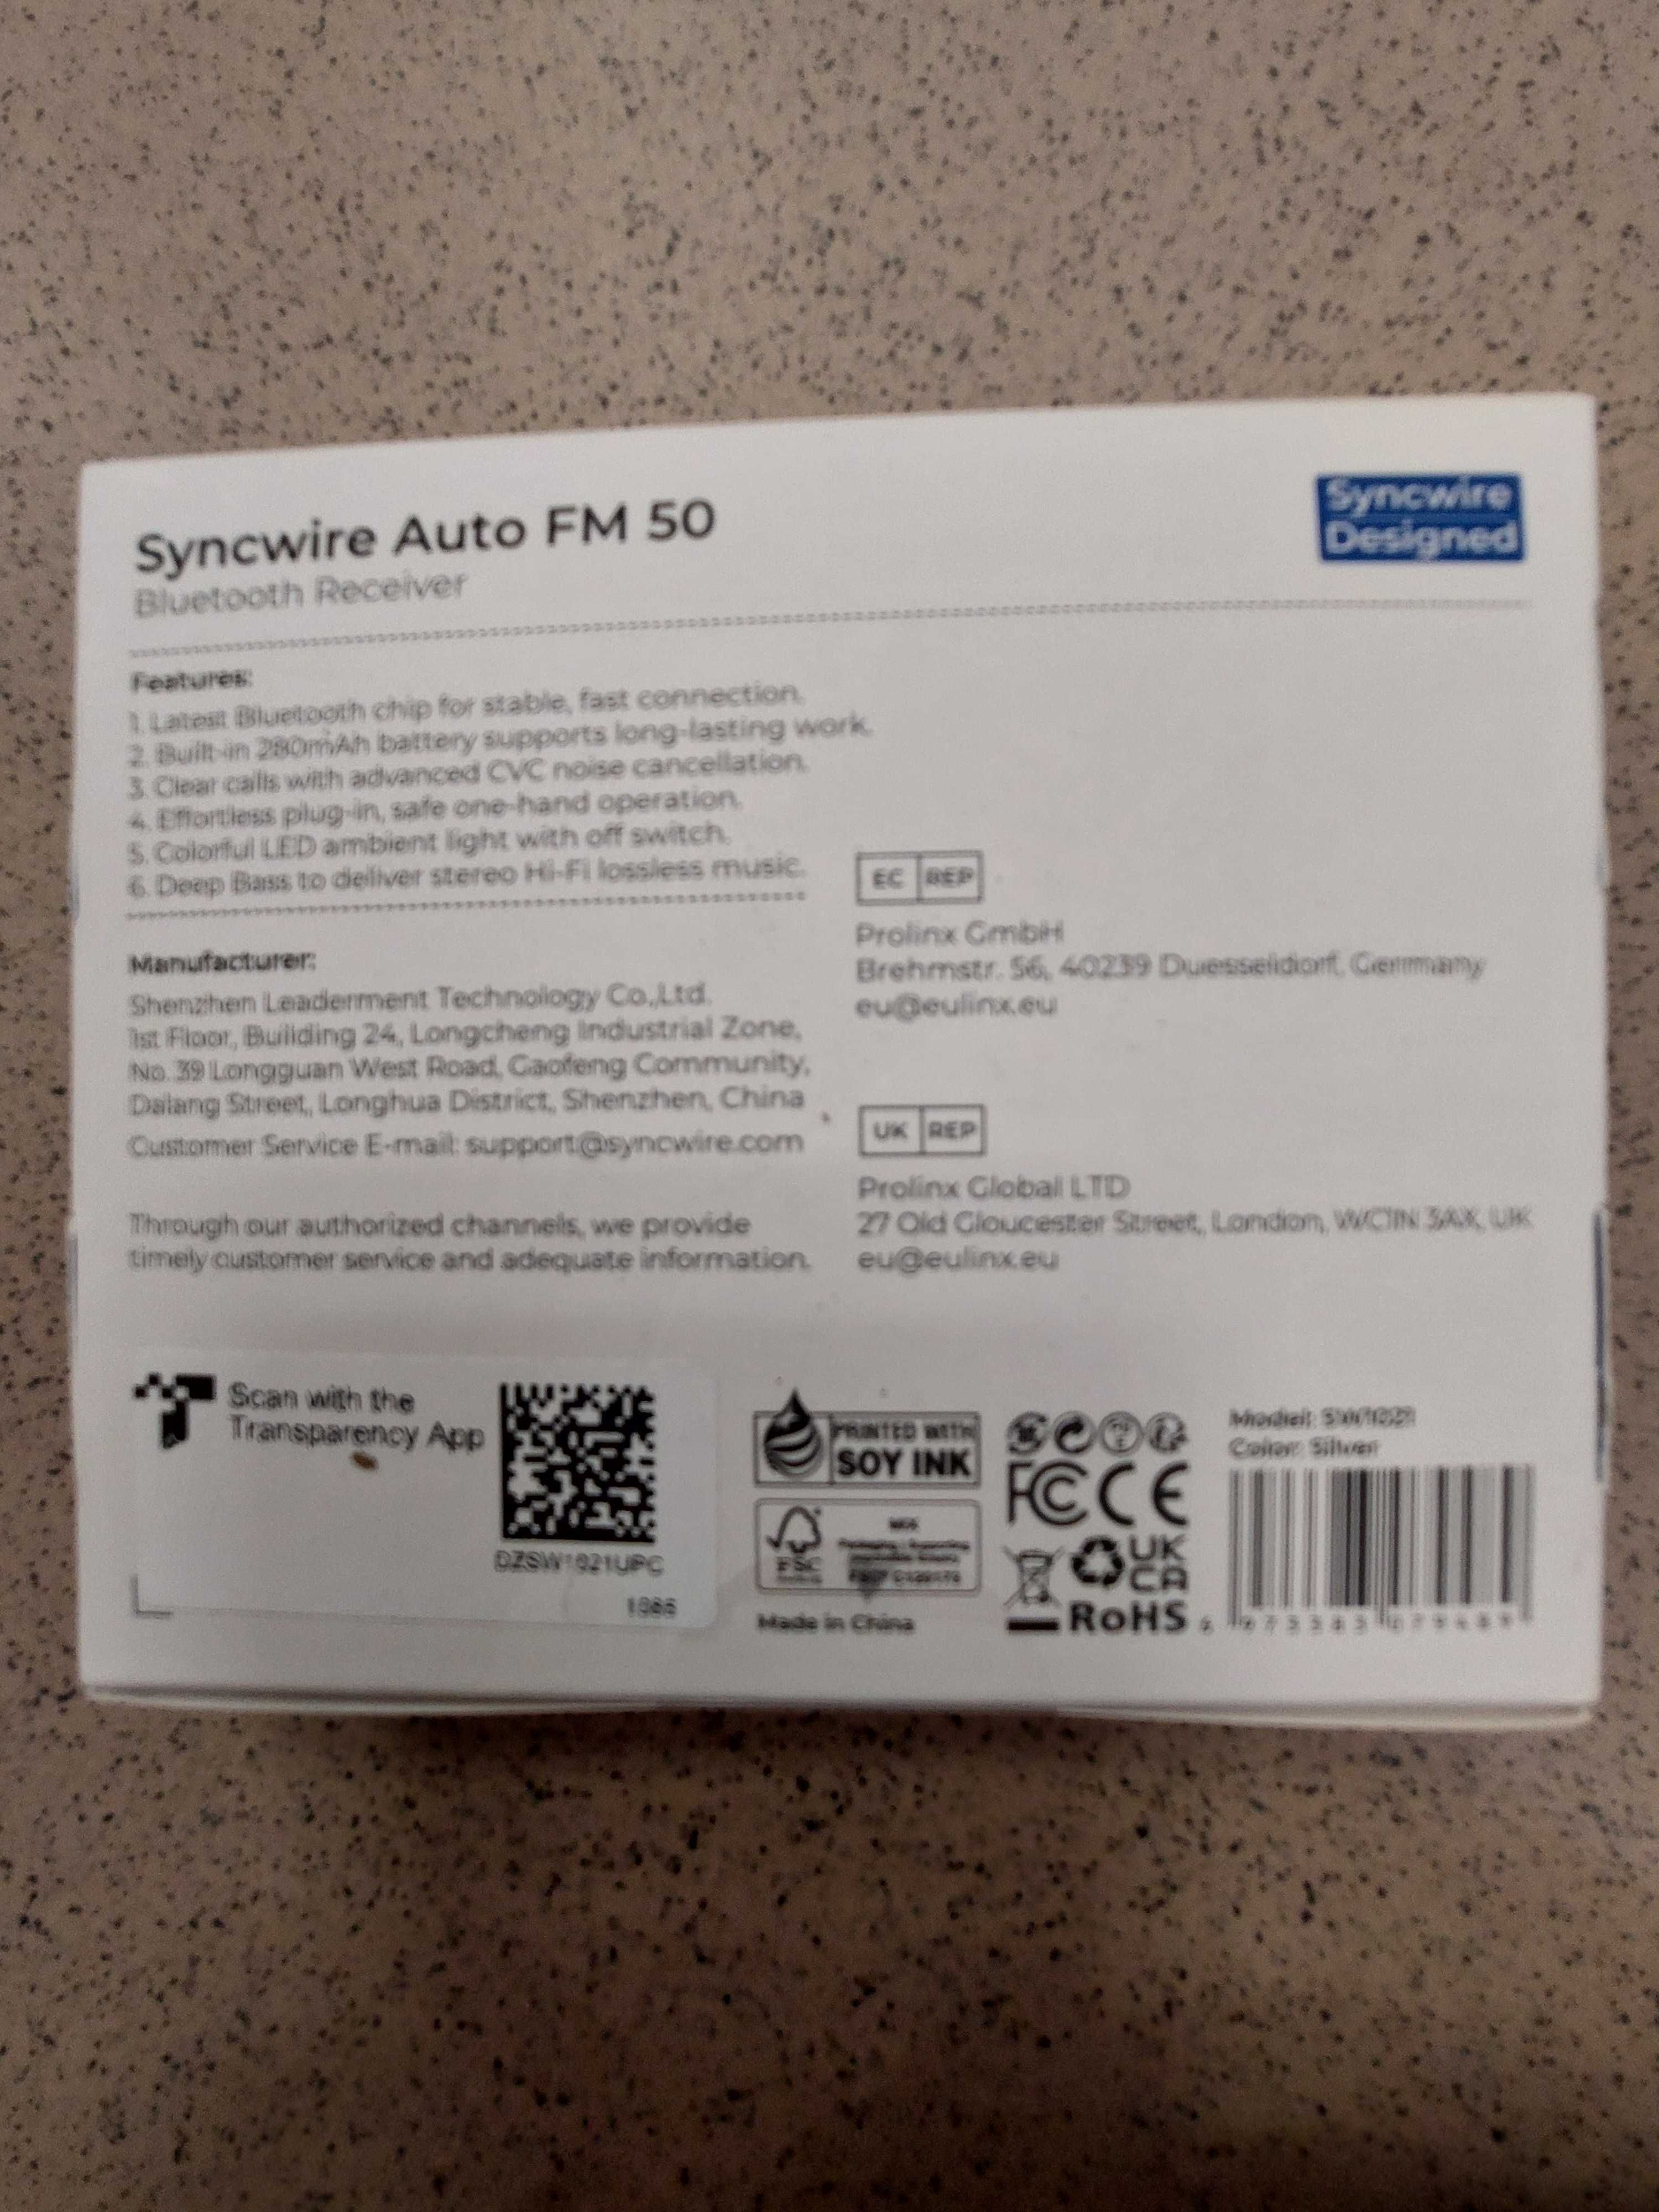 Syncwire Auto FM 50
Bluetooth Receiver
Syncwire
Designed
Features:
1. Latest Bluetooth chip for stable, fast connection.
2. Built-in 280mAh battery supports long-lasting work.
3. Clear calls with advanced CVC noise cancellation.
4. Effortless plug-in, safe one-hand operation.
5. Colorful LED ambient light with off switch.
6. Deep Bass to deliver stereo Hi-Fi lossless music.
Manufacturer:
Shenzhen Leaderment Technology Co.,Ltd.
1st Floor, Building 24, Longcheng Industrial Zone,
No. 39 Longguan West Road, Gaofeng Community,
Dalang Street, Longhua District, Shenzhen, China
Customer Service E-mail: support@syncwire.com
Through our authorized channels, we provide
timely customer service and adequate information.
EC REP
Prolinx GmbH
Brehmstr. 56, 40239 Duesseldorf, Germany
eu@eulinx.eu
UK REP
Prolinx Global LTD
27 Old Gloucester Street, London, WC1N 3AX, UK
eu@eulinx.eu
Scan with the
Transparency App
DZSW1021UPC
PRINTED WITH
SOY INK
FSC
MIX
Made in China
FC CE
UK
CA
RoHS
Model:
Color: Silver